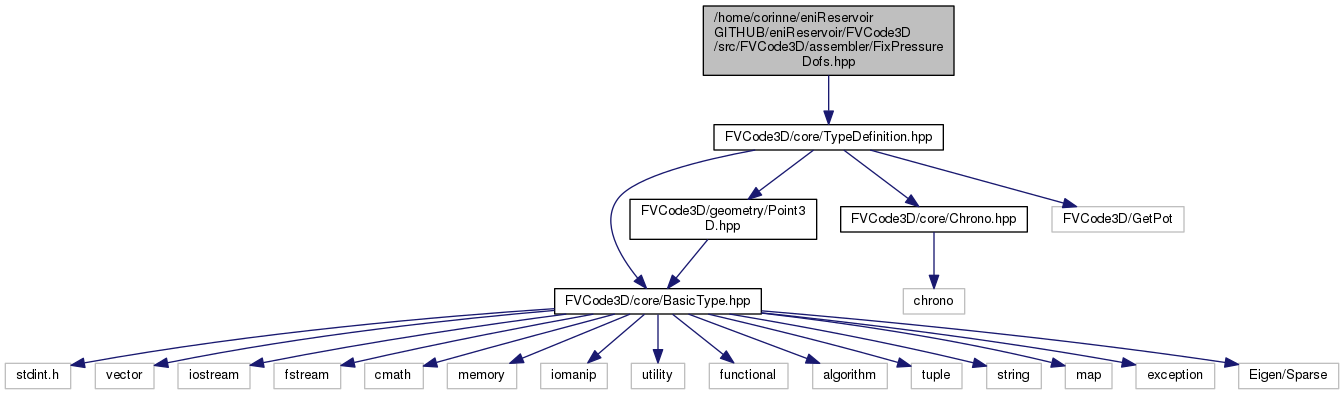 /home/corinne/eniReservoir
GITHUB/eniReservoir/FVCode3D
/src/FVCode3D/assembler/FixPressure
Dofs.hpp
FVCode3D/core/TypeDefinition.hpp
FVCode3D/geometry/Point3
D.hpp
FVCode3D/core/Chrono.hpp
FVCode3D/GetPot
FVCode3D/core/BasicType.hpp
chrono
stdint.h
vector
iostream
fstream
cmath
memory
iomanip
utility
functional
algorithm
tuple
string
map
exception
Eigen/Sparse